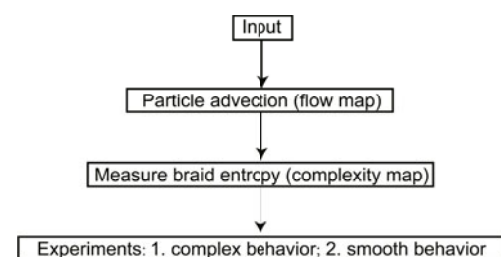 Input
Particle advection (flow map)
Measure braid entropy (complexity map)
Experiments: 1. complex behavior; 2. smooth behavior